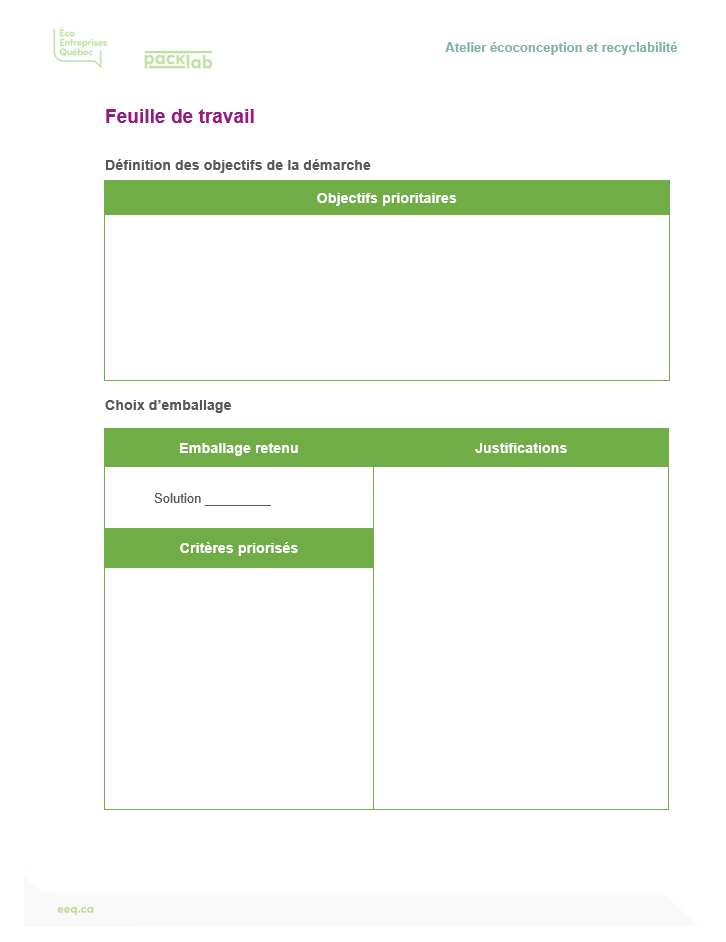 Éco
Entreprises
Québec
packlab
Atelier écoconception et recyclabilité
Feuille de travail
Définition des objectifs de la démarche
Objectifs prioritaires
Choix d’emballage
Emballage retenu
Justifications
Solution _________
Critères priorisés
eeq.ca